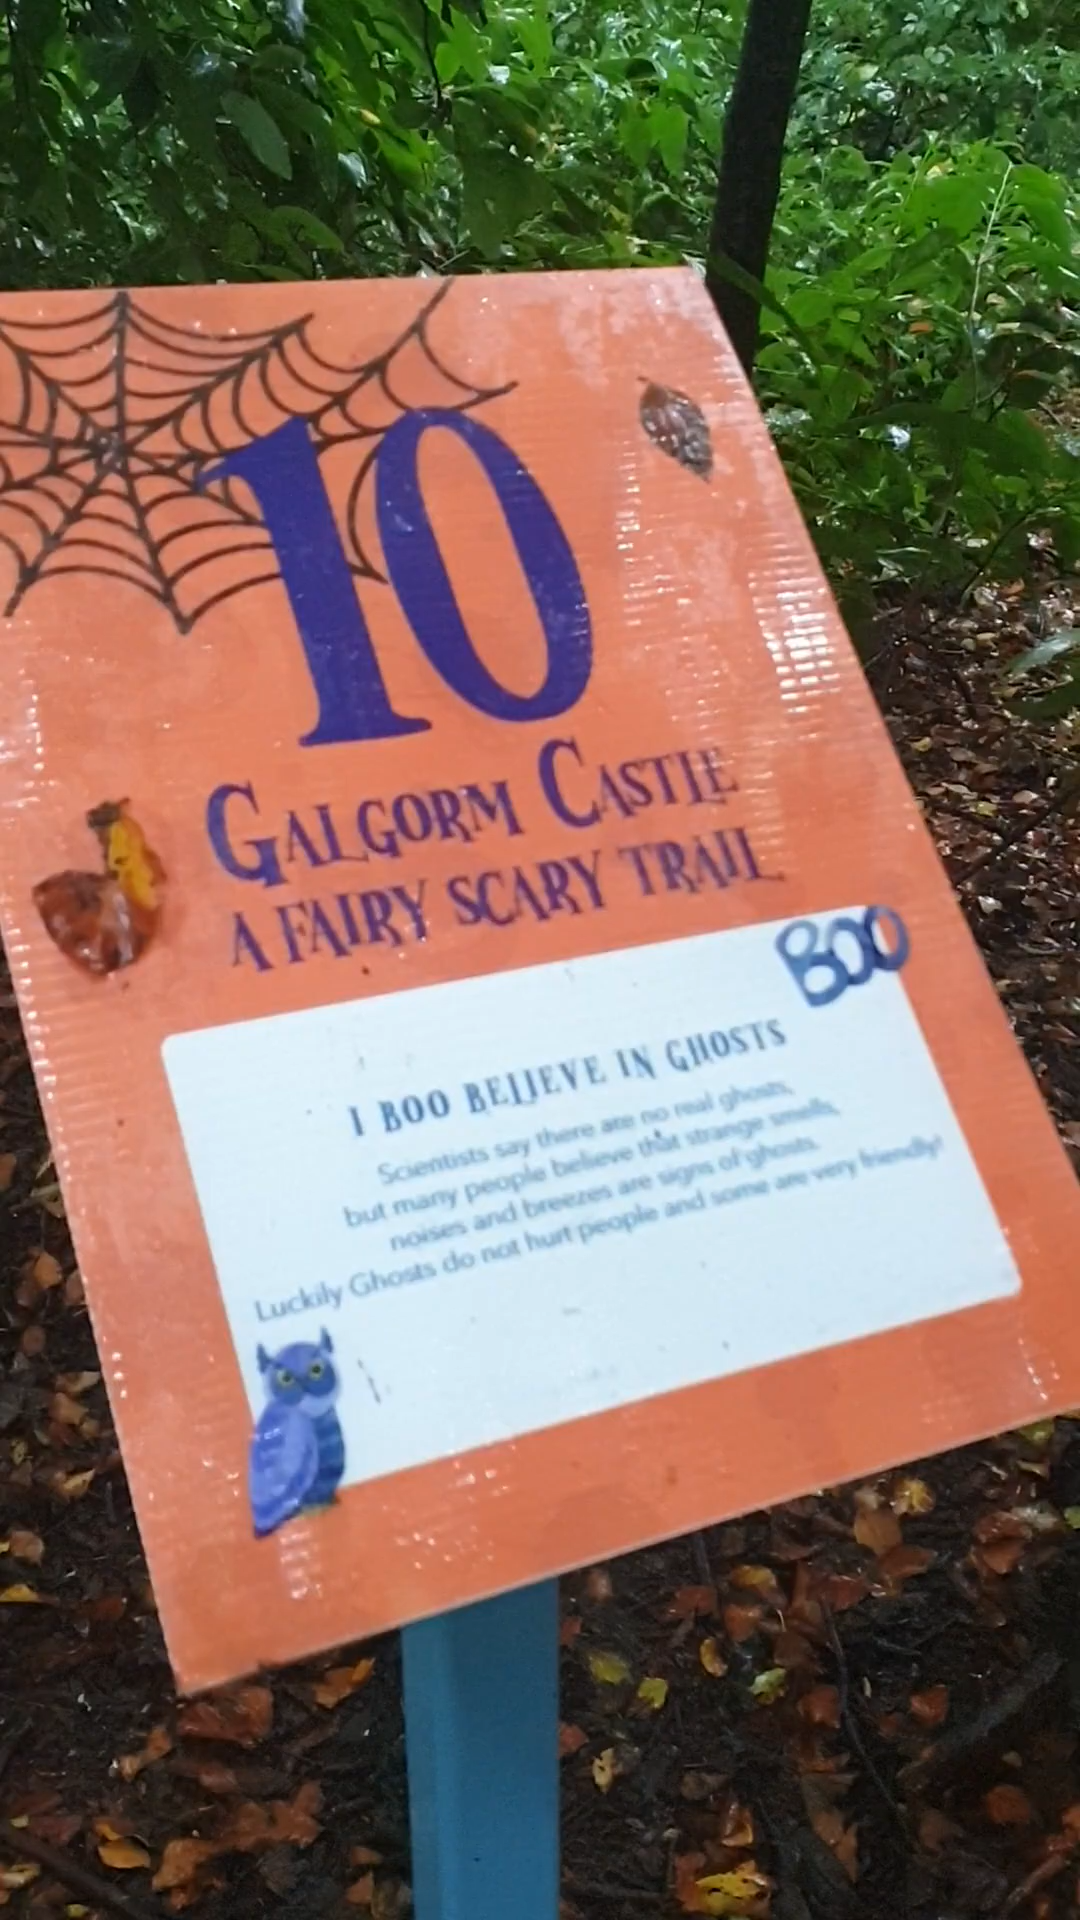 10
GALGORM CASTLE
A FAIRY SCARY TRAIL
BOO
I BOO BELIEVE IN GHOSTS
Scientists say there are no real ghosts,
but many people believe that strange smells,
noises and breezes are signs of ghosts.
Luckily Ghosts do not hurt people and some are very friendly!